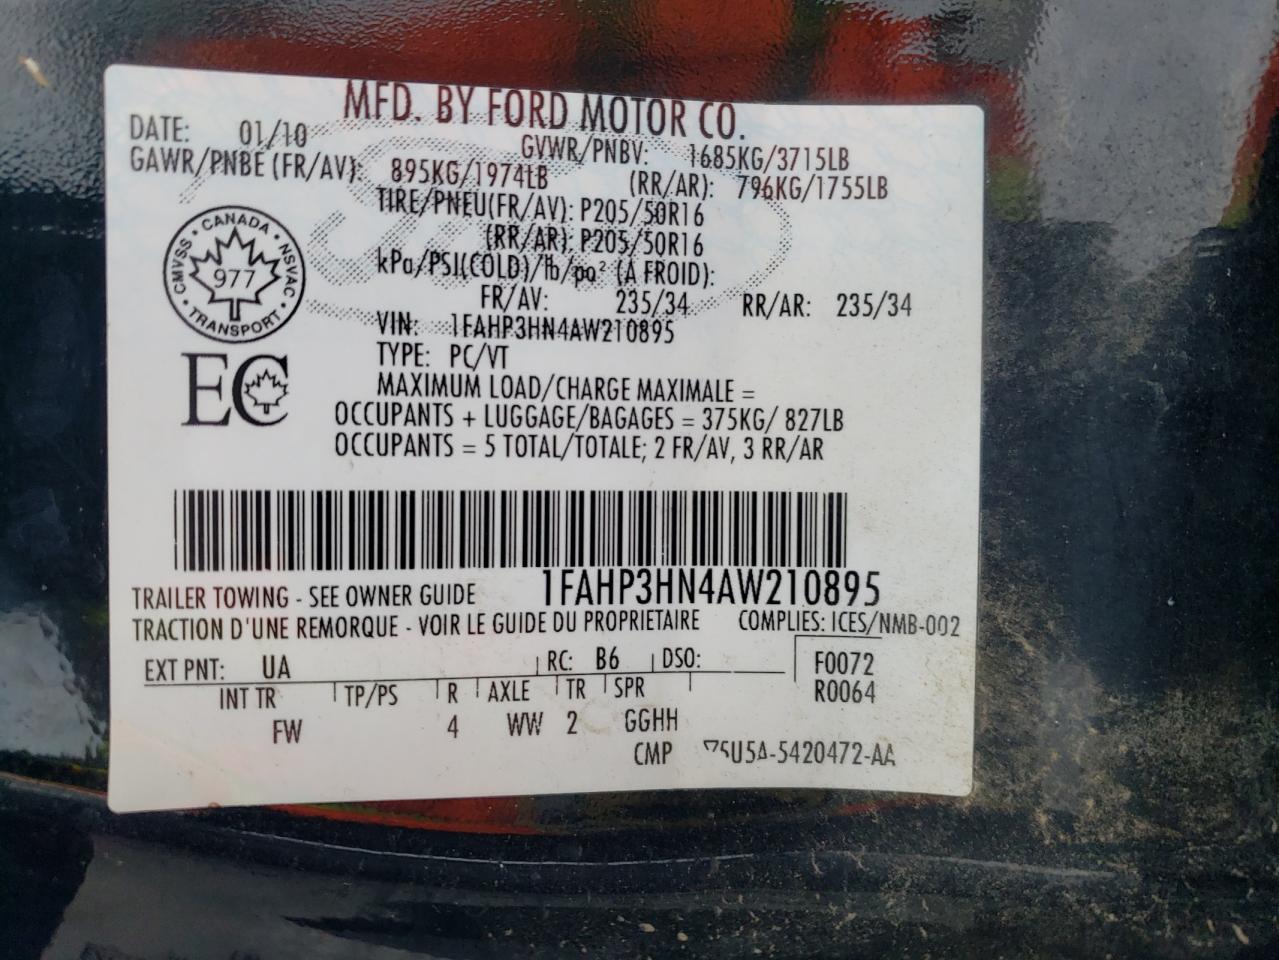 MFD. BY FORD MOTOR CO.
DATE: 01/10 GVWR/PNBV: 1685KG/3715LB
GAWR/PNBE (FR/AV): 895KG/1974LB (RR/AR): 796KG/1755LB
TIRE/PNEU(FR/AV): P205/50R16
(RR/AR): P205/50R16
kPa/PSI(COLD)/lb/po² (A FROID):
FR/AV: 235/34 RR/AR: 235/34
VIN: 1FAHP3HN4AW210895
TYPE: PC/VT
MAXIMUM LOAD/CHARGE MAXIMALE =
OCCUPANTS + LUGGAGE/BAGAGES = 375KG/ 827LB
OCCUPANTS = 5 TOTAL/TOTALE; 2 FR/AV, 3 RR/AR
CMVSS • CANADA • NSVAC • TRANSPORT •
977
EC
1FAHP3HN4AW210895
TRAILER TOWING - SEE OWNER GUIDE
TRACTION D'UNE REMORQUE - VOIR LE GUIDE DU PROPRIETAIRE COMPLIES: ICES/NMB-002
EXT PNT: UA RC: B6 DSO: F0072
INT TR TP/PS R AXLE TR SPR R0064
FW 4 WW 2 GGHH
CMP 5U5A-5420472-AA